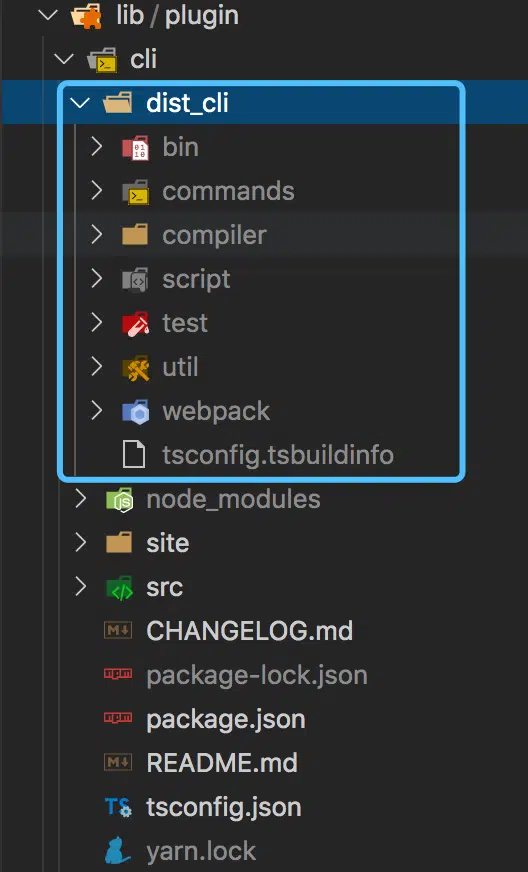 lib / plugin
cli
dist_cli
bin
commands
compiler
script
test
util
webpack
tsconfig.tsbuildinfo
node_modules
site
src
CHANGELOG.md
package-lock.json
package.json
README.md
tsconfig.json
yarn.lock